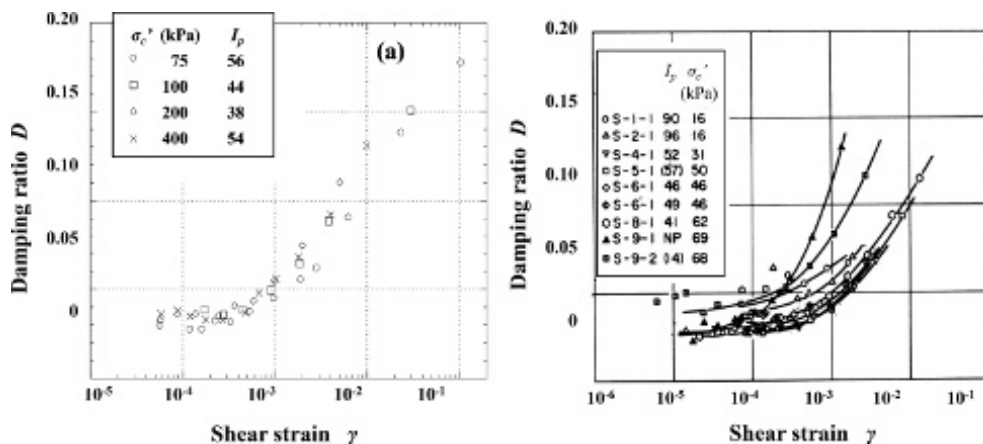 0.20
0.15
0.10
0.05
0
Damping ratio D
σc' (kPa) Ip
75 56
100 44
200 38
400 54
(a)
10-5 10-4 10-3 10-2 10-1
Shear strain γ
0.20
0.15
0.10
0.05
0
Damping ratio D
Ip σc'
(kPa)
S-1-1 90 16
S-2-1 96 16
S-4-1 52 31
S-5-1 (57) 50
S-6-1 46 46
S-6-1 49 46
S-8-1 41 62
S-9-1 NP 69
S-9-2 (14) 68
10-6 10-5 10-4 10-3 10-2 10-1
Shear strain γ